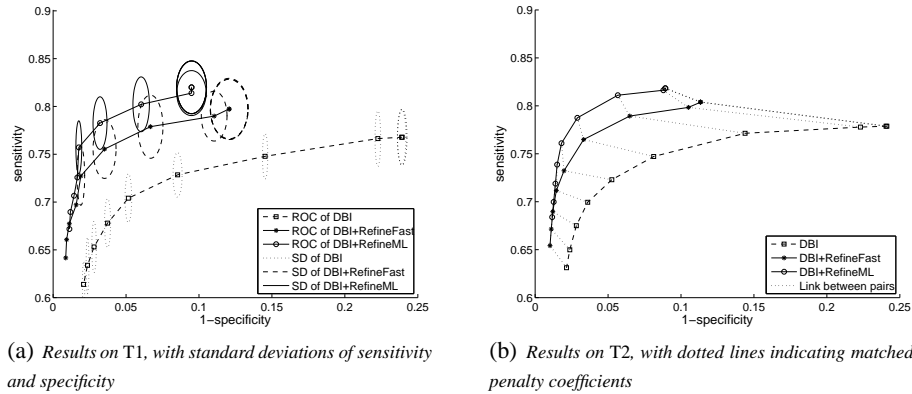 0.9
0.85
0.8
0.75
0.7
0.65
0.6
sensitivity
0
0.05
0.1
0.15
0.2
0.25
1−specificity
ROC of DBI
ROC of DBI+RefineFast
ROC of DBI+RefineML
SD of DBI
SD of DBI+RefineFast
SD of DBI+RefineML
(a) Results on T1, with standard deviations of sensitivity
and specificity
0.9
0.85
0.8
0.75
0.7
0.65
0.6
sensitivity
0
0.05
0.1
0.15
0.2
0.25
1−specificity
DBI
DBI+RefineFast
DBI+RefineML
Link between pairs
(b) Results on T2, with dotted lines indicating matched
penalty coefficients